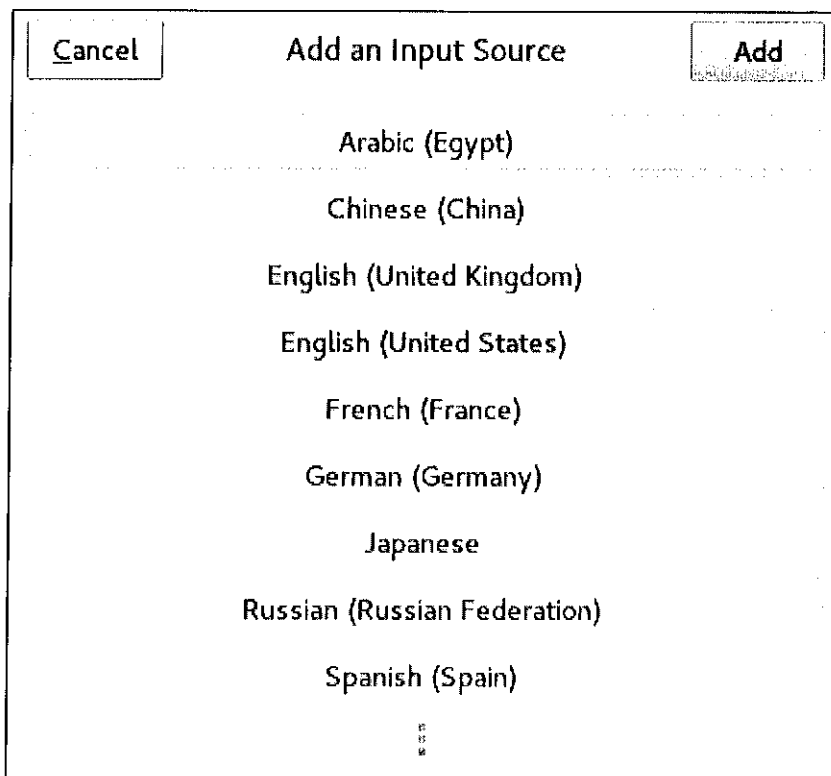 Cancel Add an Input Source Add
Arabic (Egypt)
Chinese (China)
English (United Kingdom)
English (United States)
French (France)
German (Germany)
Japanese
Russian (Russian Federation)
Spanish (Spain)